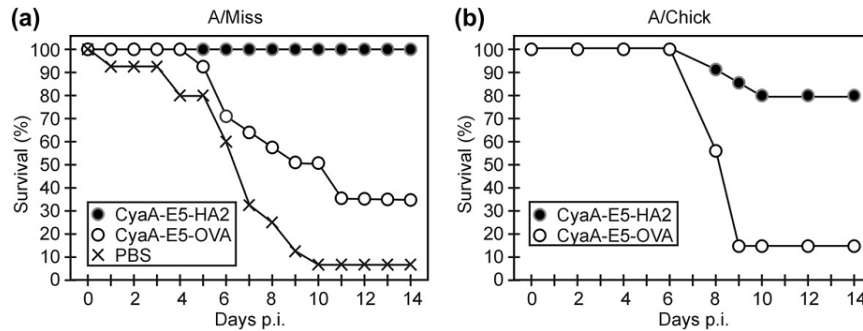 (a) A/Miss
Survival (%)
100
90
80
70
60
50
40
30
20
10
CyaA-E5-HA2
CyaA-E5-OVA
PBS
0 2 4 6 8 10 12 14
Days p.i.
(b) A/Chick
Survival (%)
100
90
80
70
60
50
40
30
20
10
CyaA-E5-HA2
CyaA-E5-OVA
0 2 4 6 8 10 12 14
Days p.i.